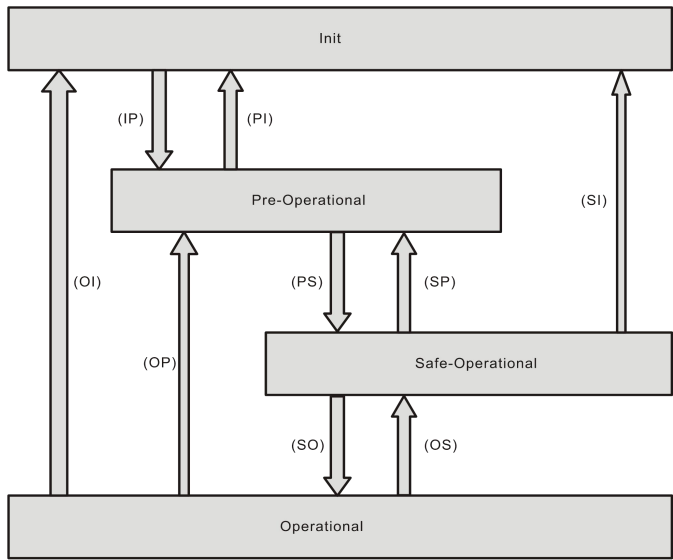 Init
(IP)
(PI)
Pre-Operational
(SI)
(OI)
(PS)
(SP)
(OP)
Safe-Operational
(SO)
(OS)
Operational